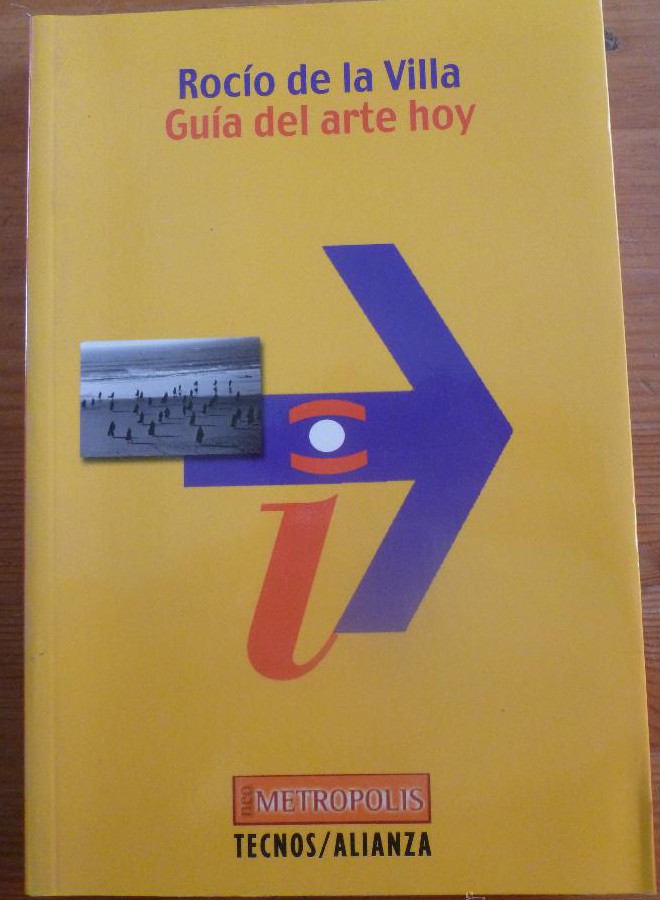 Rocío de la Villa
Guía del arte hoy
i
neo METROPOLIS
TECNOS/ALIANZA